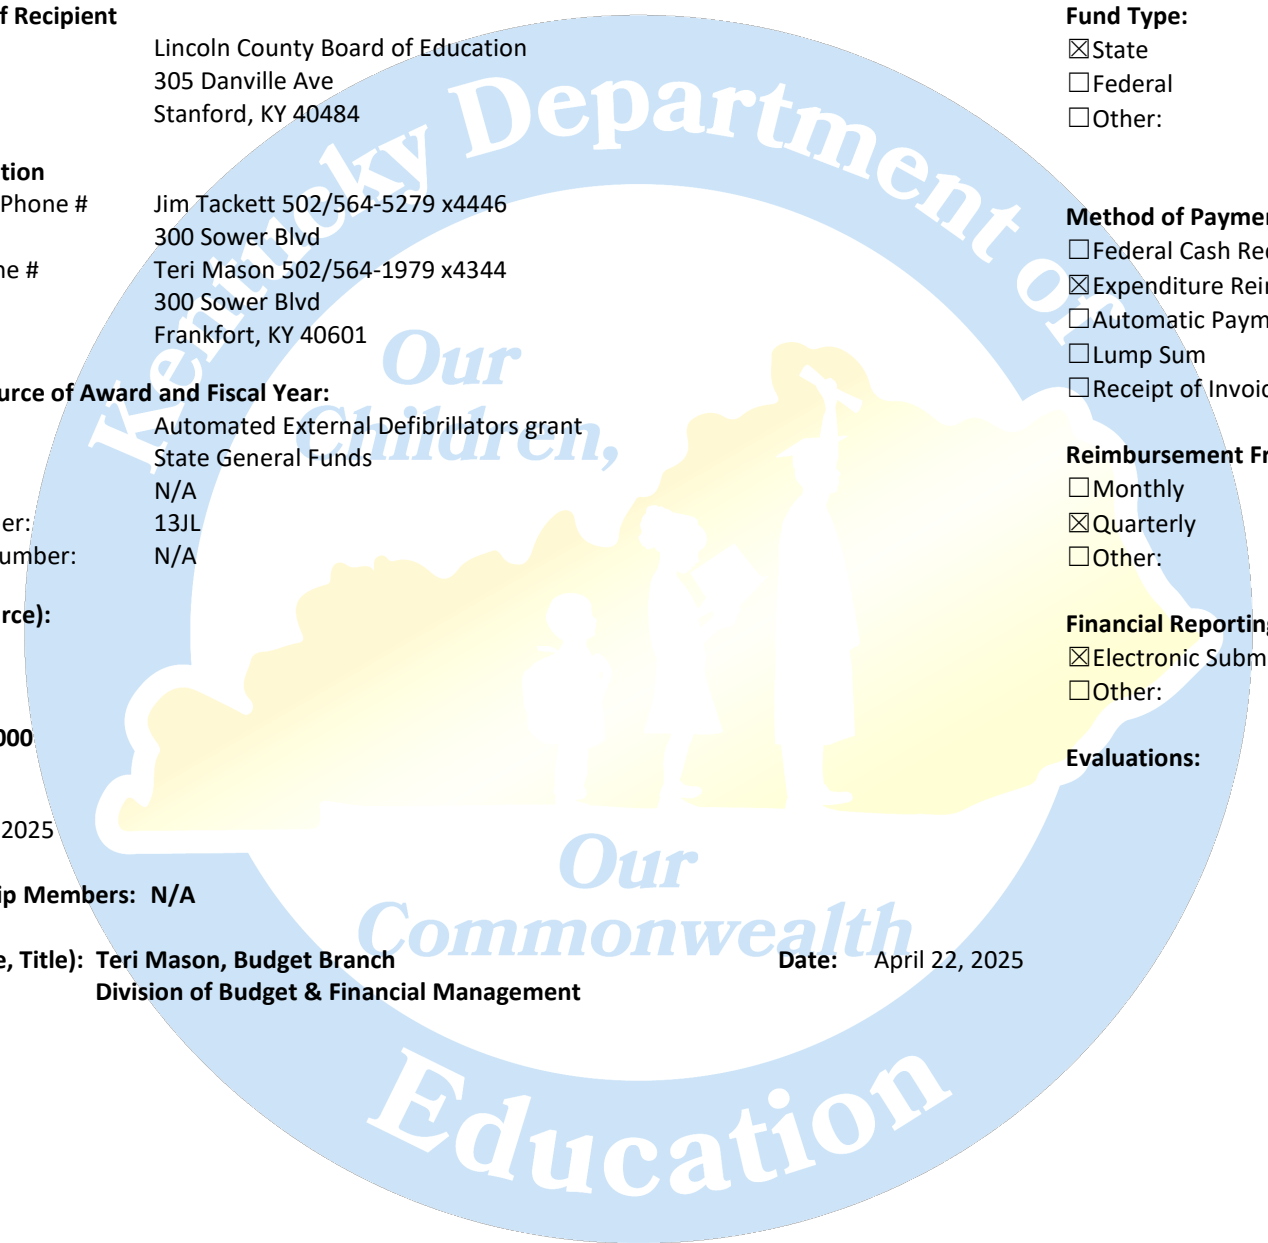 f Recipient
Lincoln County Board of Education
305 Danville Ave
Stanford, KY 40484
tion
Phone # Jim Tackett 502/564-5279 x4446
300 Sower Blvd
ne # Teri Mason 502/564-1979 x4344
300 Sower Blvd
Frankfort, KY 40601
urce of Award and Fiscal Year:
Automated External Defibrillators grant
State General Funds
N/A
er: 13JL
umber: N/A
rce):
000
2025
ip Members: N/A
e, Title): Teri Mason, Budget Branch Date: April 22, 2025
Division of Budget & Financial Management
Fund Type:
☒State
☐Federal
☐Other:
Method of Paymen
☐Federal Cash Rec
☒Expenditure Rein
☐Automatic Paym
☐Lump Sum
☐Receipt of Invoic
Reimbursement Fr
☐Monthly
☒Quarterly
☐Other:
Financial Reporting
☒Electronic Subm
☐Other:
Evaluations:
Kentucky Department of
Education
Our
Children,
Our
Commonwealth